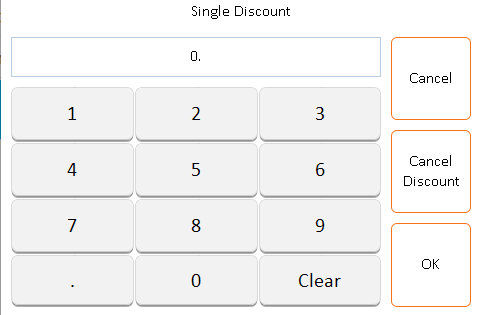 Single Discount
0.
Cancel
1 2 3
4 5 6
Cancel
Discount
7 8 9
OK
. 0 Clear